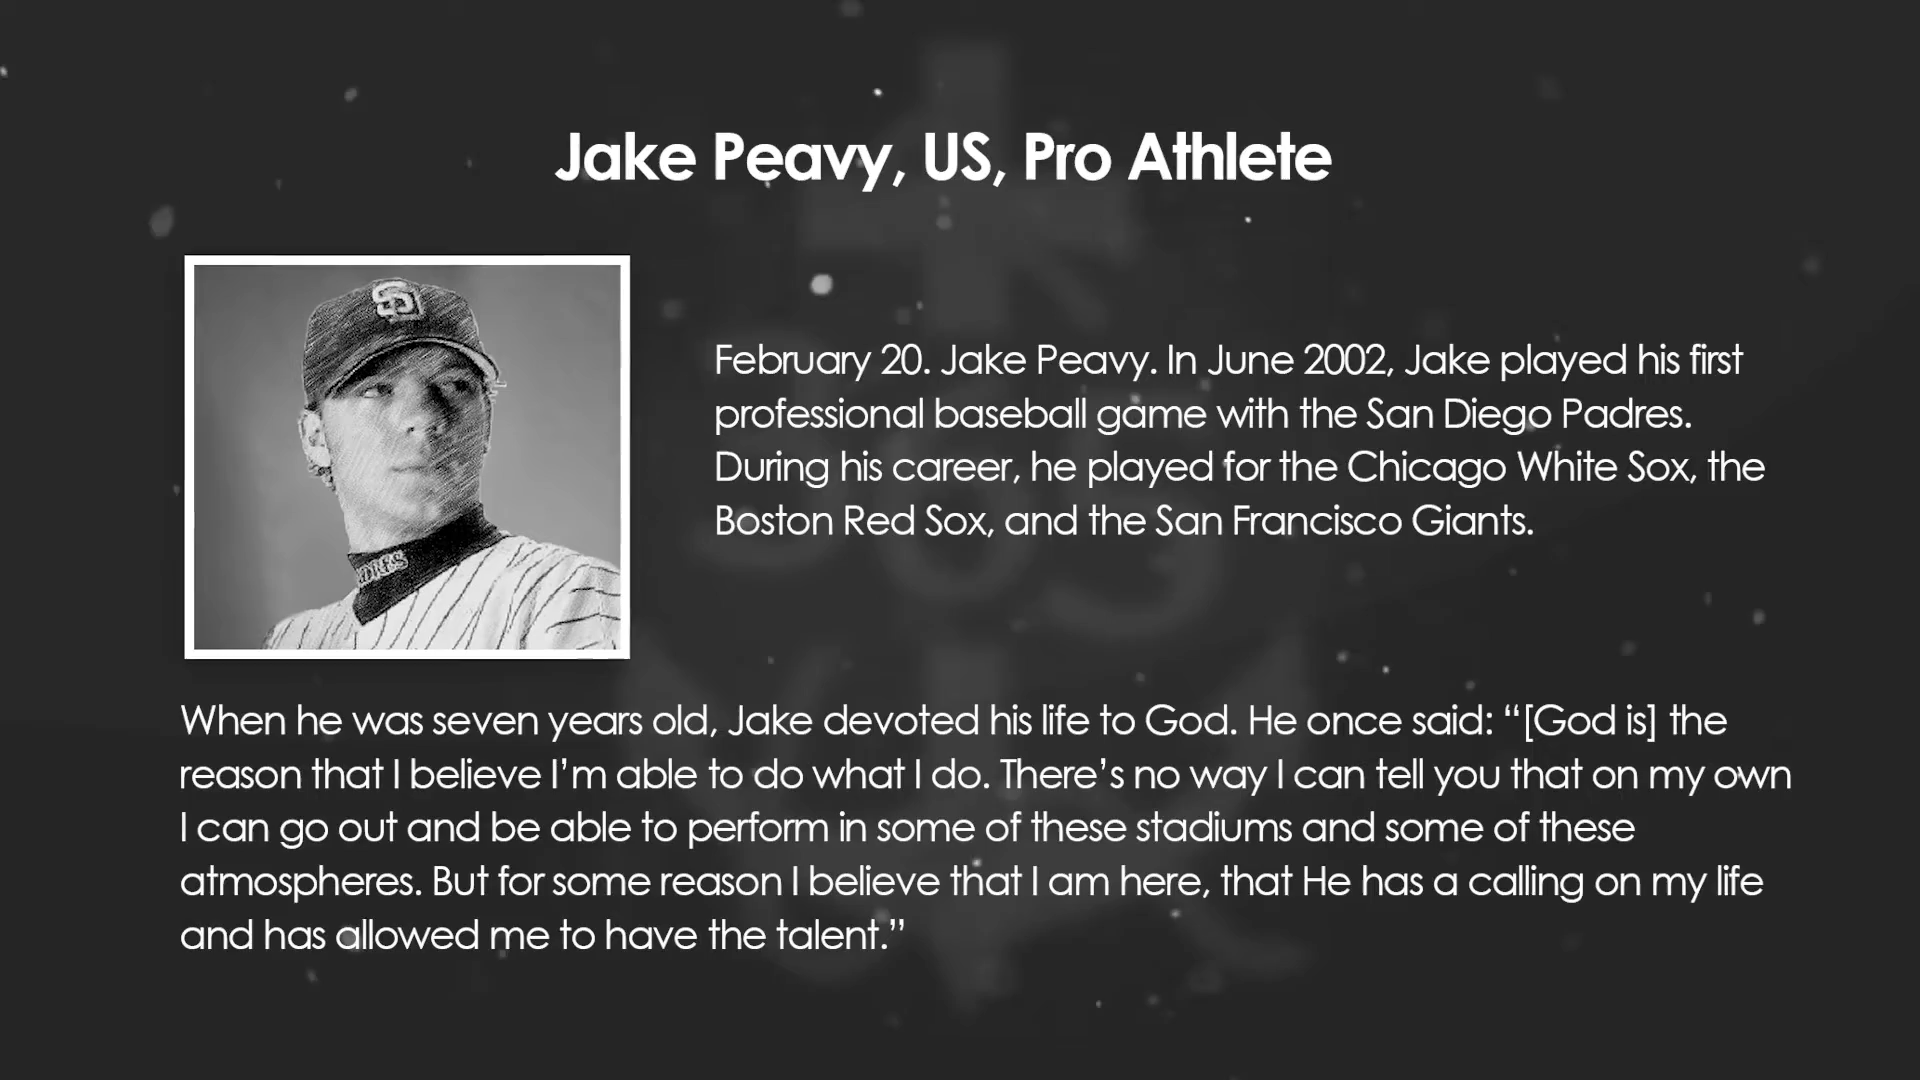 Jake Peavy, US, Pro Athlete
SD
DRES
February 20. Jake Peavy. In June 2002, Jake played his first
professional baseball game with the San Diego Padres.
During his career, he played for the Chicago White Sox, the
Boston Red Sox, and the San Francisco Giants.
365
When he was seven years old, Jake devoted his life to God. He once said: “[God is] the
reason that I believe I’m able to do what I do. There’s no way I can tell you that on my own
I can go out and be able to perform in some of these stadiums and some of these
atmospheres. But for some reason I believe that I am here, that He has a calling on my life
and has allowed me to have the talent.”